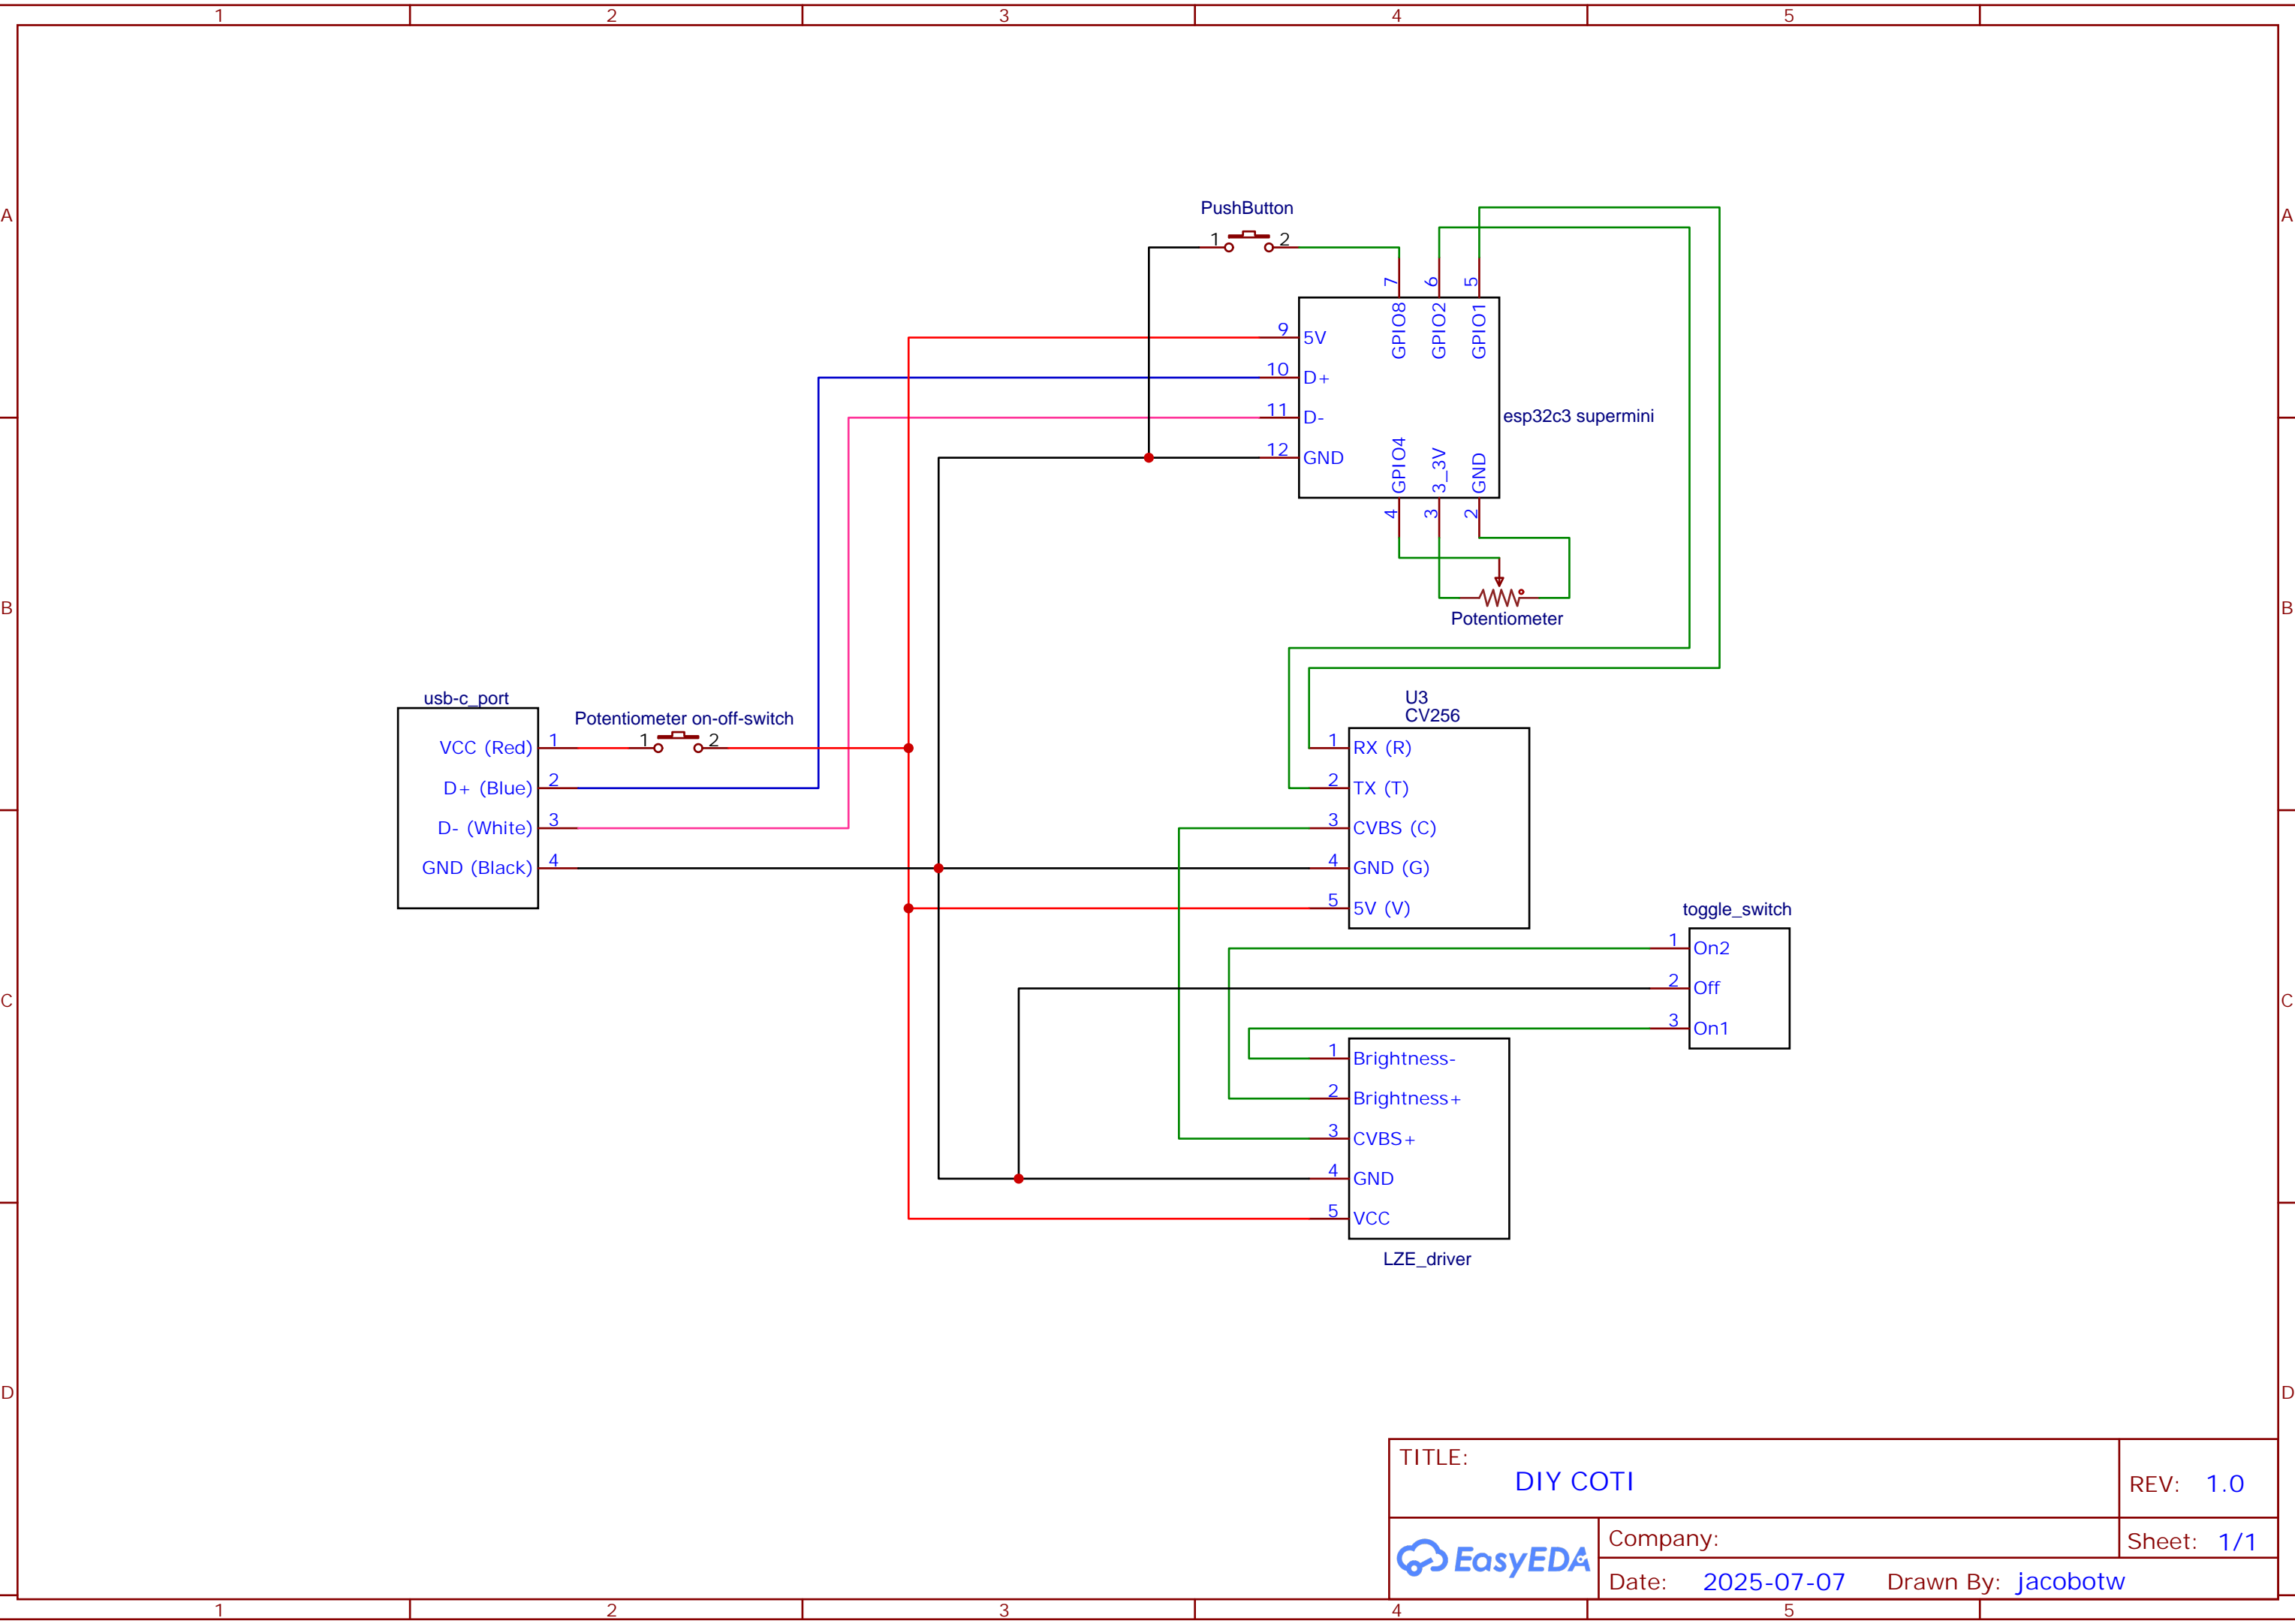 1 2 3 4 5
A A
PushButton
1 2
7 6 5
GPIO8 GPIO2 GPIO1
9 5V
10 D+
11 D-
12 GND
esp32c3 supermini
GPIO4 3_3V GND
4 3 2
B B
Potentiometer
usb-c_port
VCC (Red) 1
D+ (Blue) 2
D- (White) 3
GND (Black) 4
Potentiometer on-off-switch
1 2
U3
CV256
1 RX (R)
2 TX (T)
3 CVBS (C)
4 GND (G)
5 5V (V)
toggle_switch
1 On2
2 Off
3 On1
C C
1 Brightness-
2 Brightness+
3 CVBS+
4 GND
5 VCC
LZE_driver
D D
TITLE:
DIY COTI
REV: 1.0
EasyEDA
Company:
Sheet: 1/1
Date: 2025-07-07 Drawn By: jacobotw
1 2 3 4 5